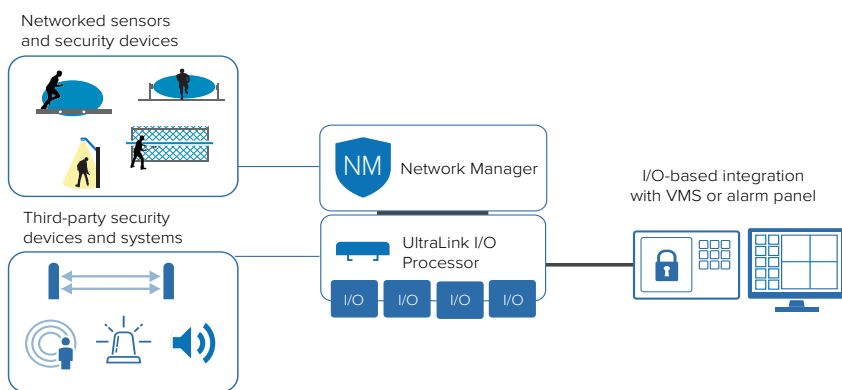 Networked sensors
and security devices
Third-party security
devices and systems
NM
Network Manager
UltraLink I/O
Processor
I/O
I/O
I/O
I/O
I/O-based integration
with VMS or alarm panel